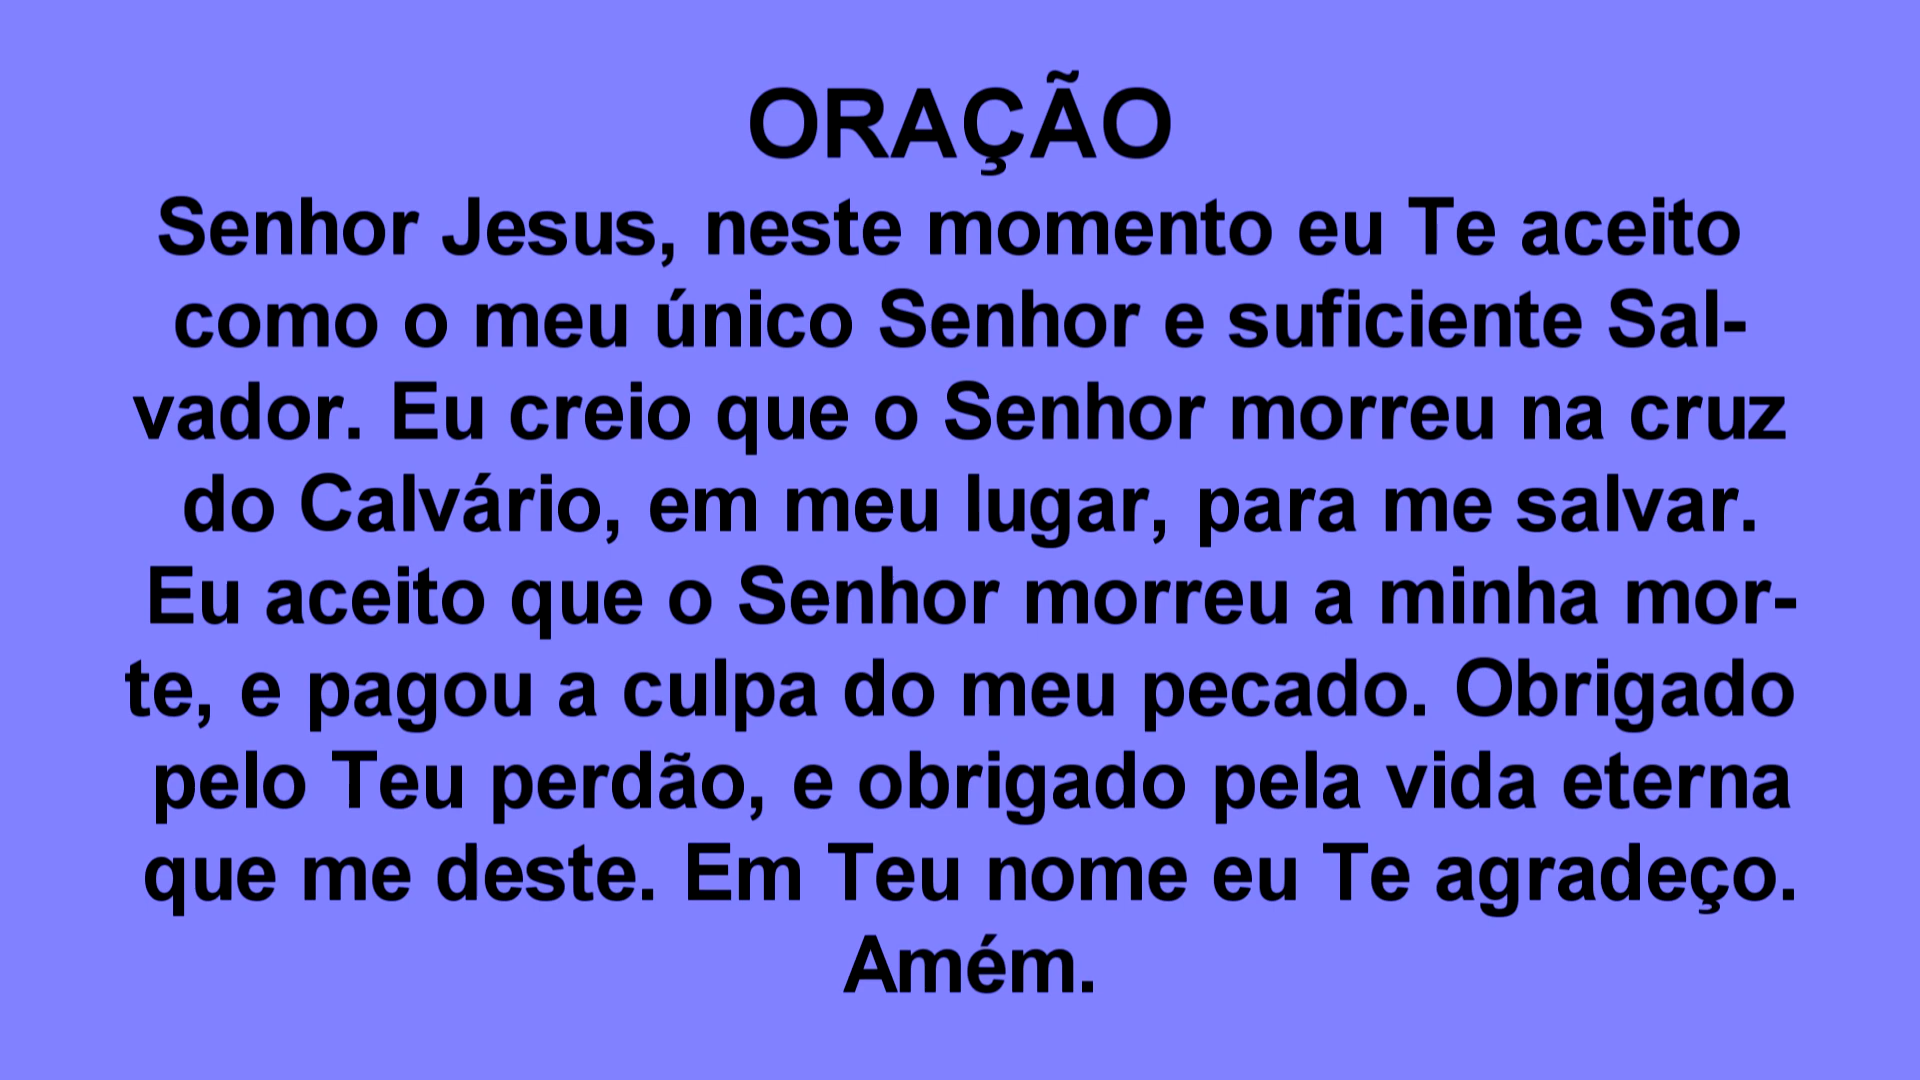 ORAÇÃO
Senhor Jesus, neste momento eu Te aceito
como o meu único Senhor e suficiente Sal-
vador. Eu creio que o Senhor morreu na cruz
do Calvário, em meu lugar, para me salvar.
Eu aceito que o Senhor morreu a minha mor-
te, e pagou a culpa do meu pecado. Obrigado
pelo Teu perdão, e obrigado pela vida eterna
que me deste. Em Teu nome eu Te agradeço.
Amém.